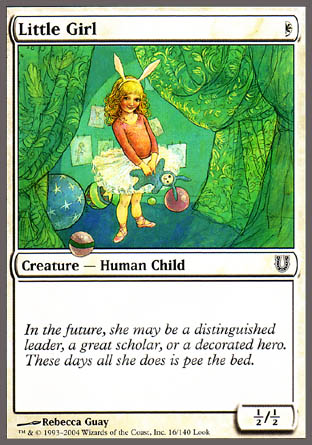 Little Girl
Creature — Human Child
In the future, she may be a distinguished
leader, a great scholar, or a decorated hero.
These days all she does is pee the bed.
Rebecca Guay
½/½
™ & © 1993–2004 Wizards of the Coast, Inc. 16/140 Look